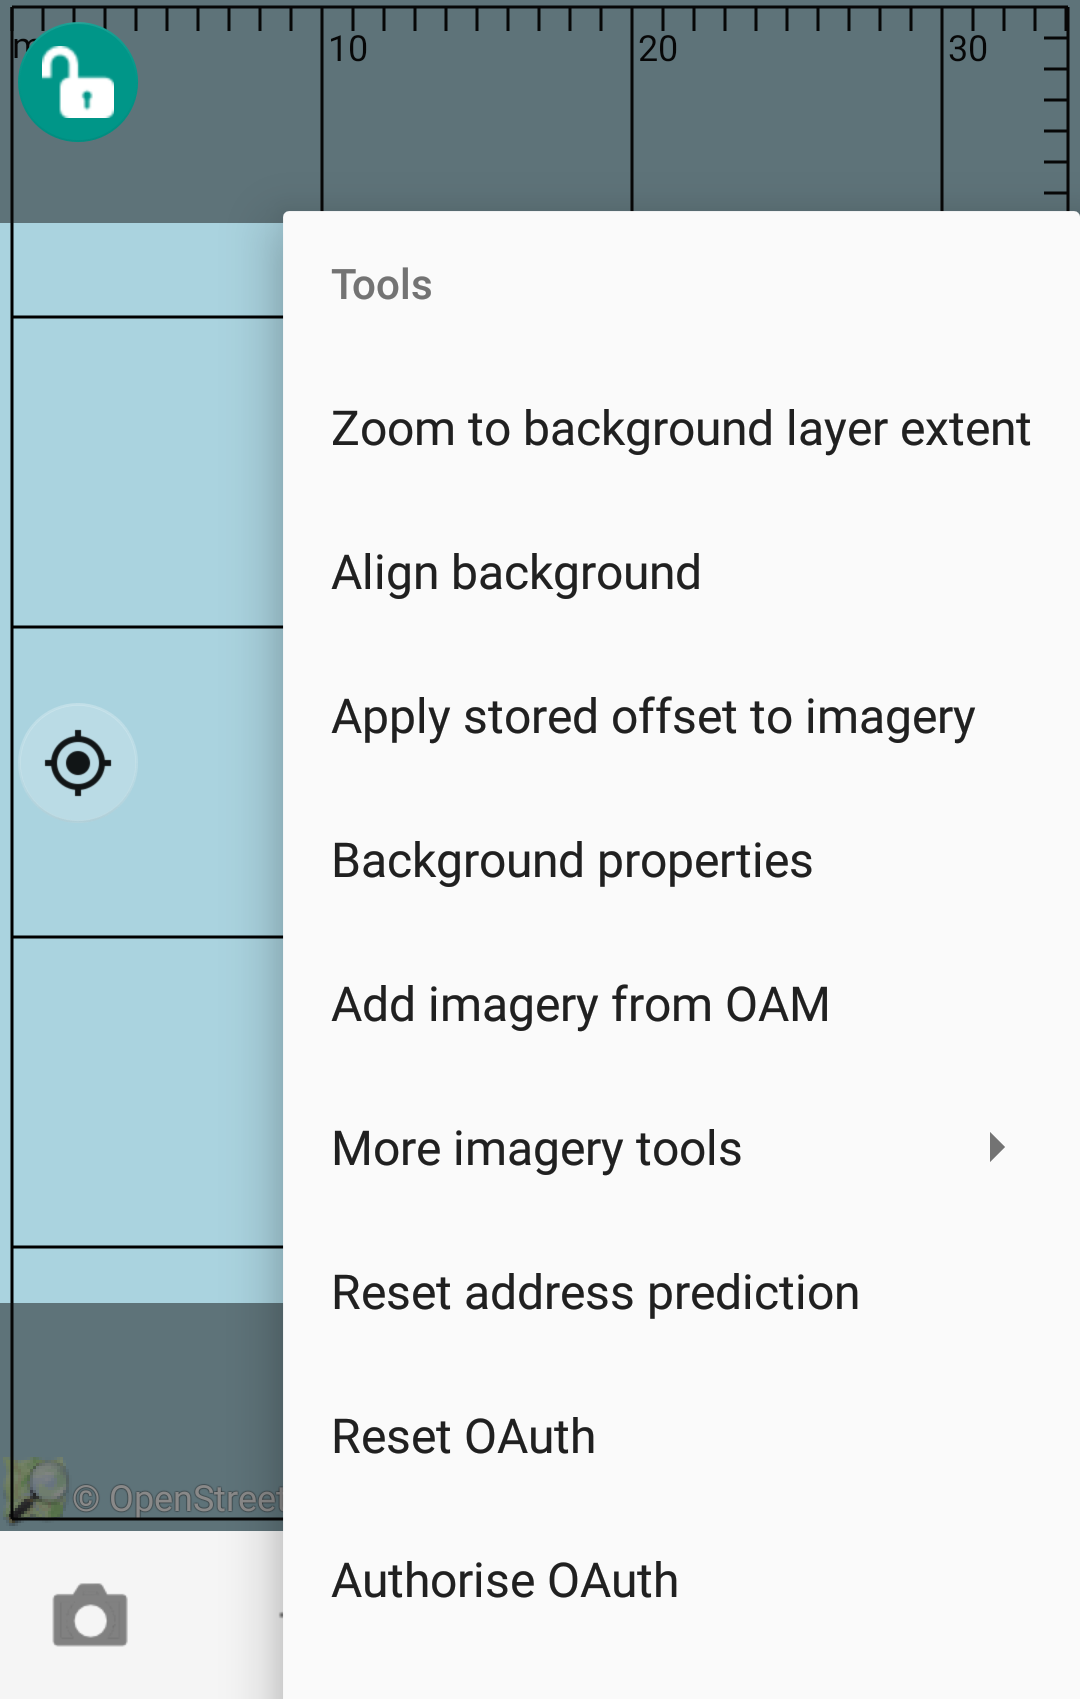 10 20 30
Tools
Zoom to background layer extent
Align background
Apply stored offset to imagery
Background properties
Add imagery from OAM
More imagery tools
Reset address prediction
Reset OAuth
© OpenStreet
Authorise OAuth